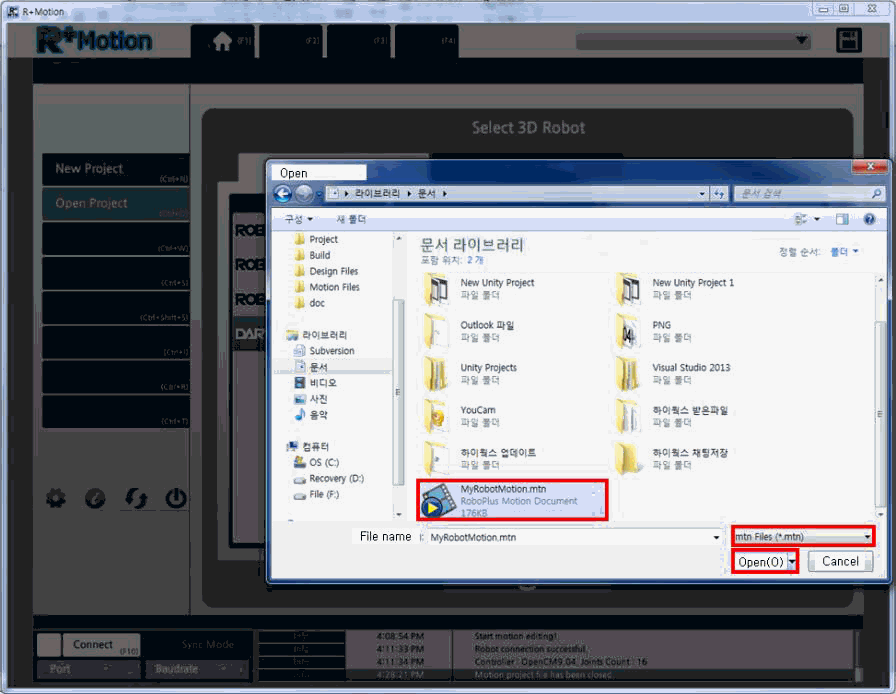 R+Motion
R+Motion
(F1)
(F2)
(F3)
(F4)
Select 3D Robot
New Project
(Ctrl+N)
Open Project
(Ctrl+W)
(Ctrl+S)
(Ctrl+Shift+S)
(Ctrl+I)
(Ctrl+R)
(Ctrl+T)
ROB
ROB
ROB
DAR
Open
라이브러리 문서
문서 검색
구성
새 폴더
Project
Build
Design Files
Motion Files
doc
라이브러리
Subversion
문서
비디오
사진
음악
컴퓨터
OS (C:)
Recovery (D:)
File (F:)
문서 라이브러리
포함 위치: 2 개
정렬 순서: 폴더
New Unity Project
파일 폴더
New Unity Project 1
파일 폴더
Outlook 파일
파일 폴더
PNG
파일 폴더
Unity Projects
파일 폴더
Visual Studio 2013
파일 폴더
YouCam
파일 폴더
하이웍스 받은파일
파일 폴더
하이웍스 업데이트
파일 폴더
하이웍스 채팅저장
파일 폴더
MyRobotMotion.mtn
RoboPlus Motion Document
176KB
File name : MyRobotMotion.mtn
mtn Files (*.mtn)
Open(O)
Cancel
Connect (F10)
Sync Mode
Port
Baudrate
Info 4:08:54 PM Start motion editing!
Info 4:11:33 PM Robot connection successful.
Info 4:11:34 PM Controller : OpenCM9.04, Joints Count : 16
Info 4:28:21 PM Motion project file has been closed.